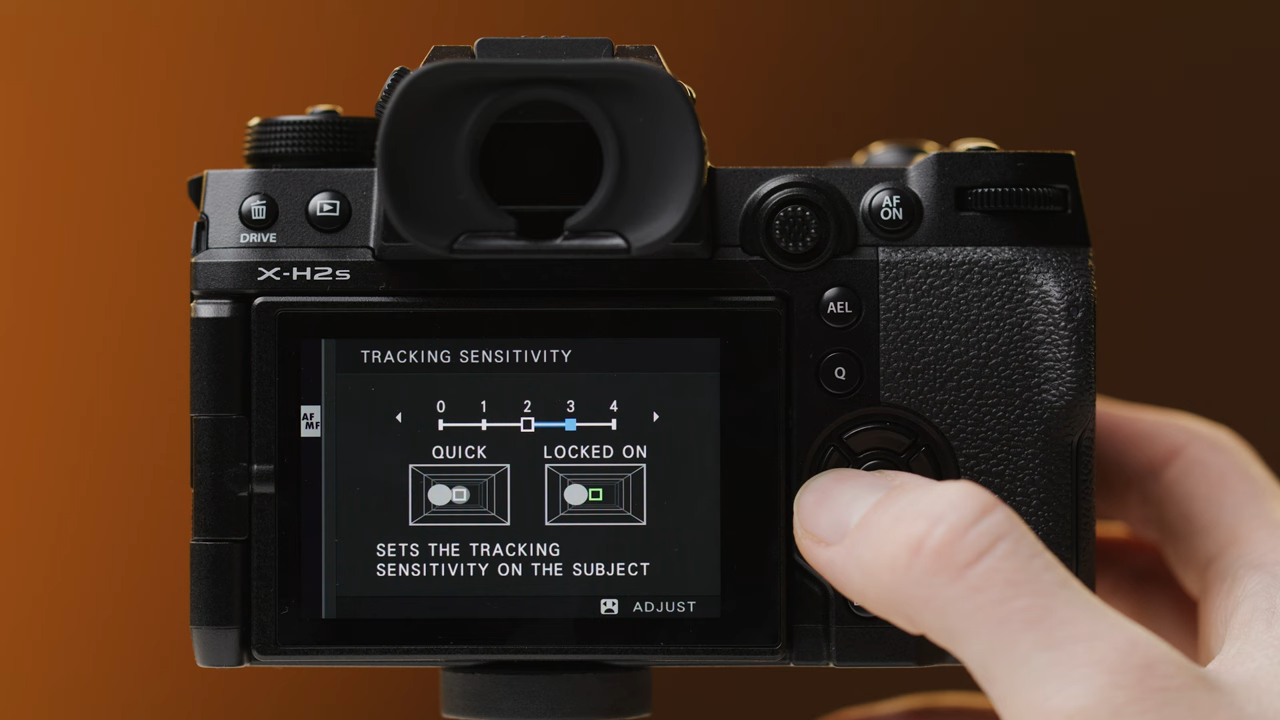 AF
ON
DRIVE
X-H2s
AEL
Q
TRACKING SENSITIVITY
0 1 2 3 4
AF
MF
QUICK LOCKED ON
SETS THE TRACKING
SENSITIVITY ON THE SUBJECT
ADJUST